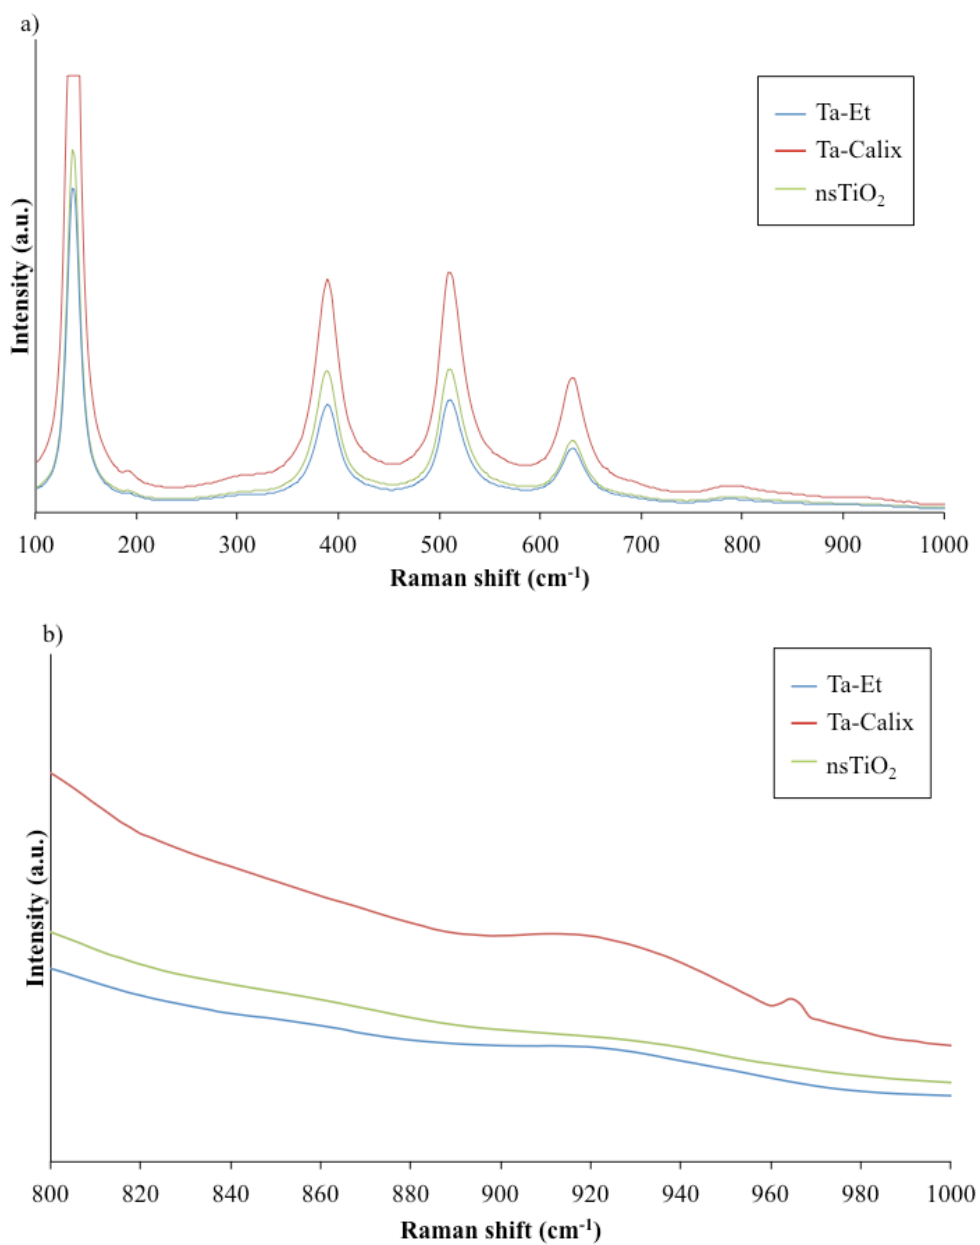 a)
Intensity (a.u.)
Ta-Et
Ta-Calix
nsTiO₂
100 200 300 400 500 600 700 800 900 1000
Raman shift (cm⁻¹)
b)
Intensity (a.u.)
Ta-Et
Ta-Calix
nsTiO₂
800 820 840 860 880 900 920 940 960 980 1000
Raman shift (cm⁻¹)